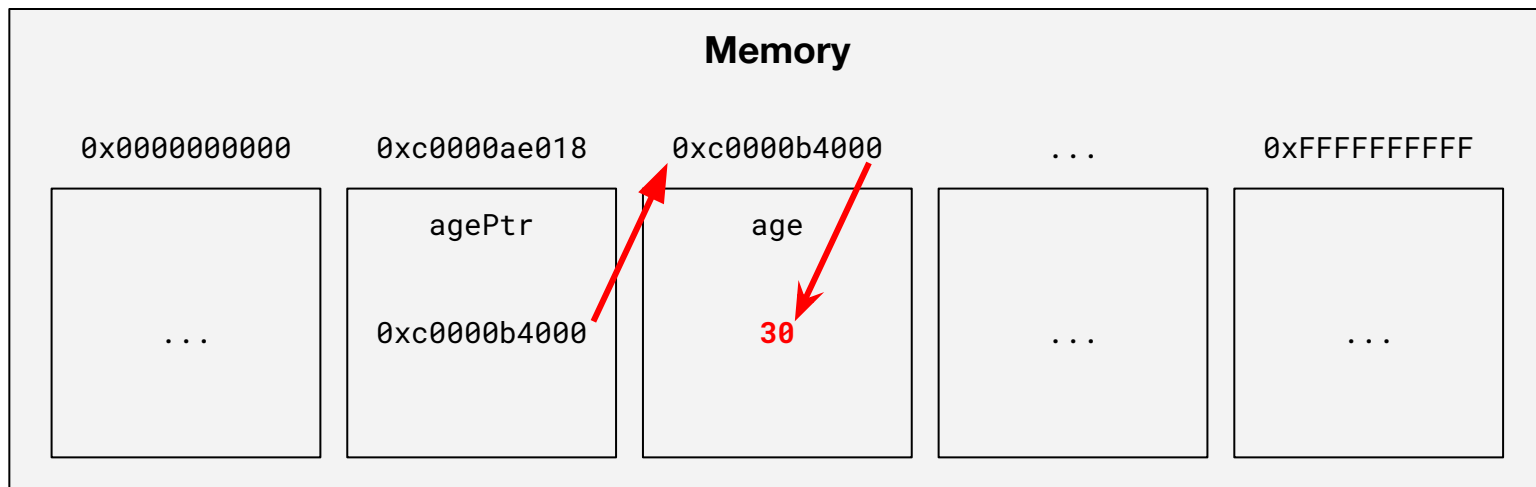 Memory
0x0000000000 0xc0000ae018 0xc0000b4000 ... 0xFFFFFFFFFF
agePtr age
... 0xc0000b4000 30 ... ...